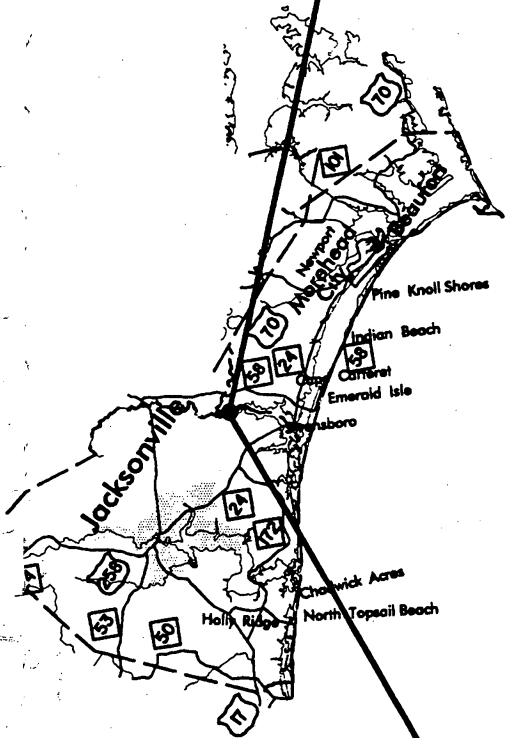 70
101
Beaufort
Newport
Morehead
City
Pine Knoll Shores
70
Indian Beach
58
24
58
Cape Carteret
Emerald Isle
Jacksonville
24
172
Chadwick Acres
258
North Topsail Beach
Holly Ridge
53
50
17